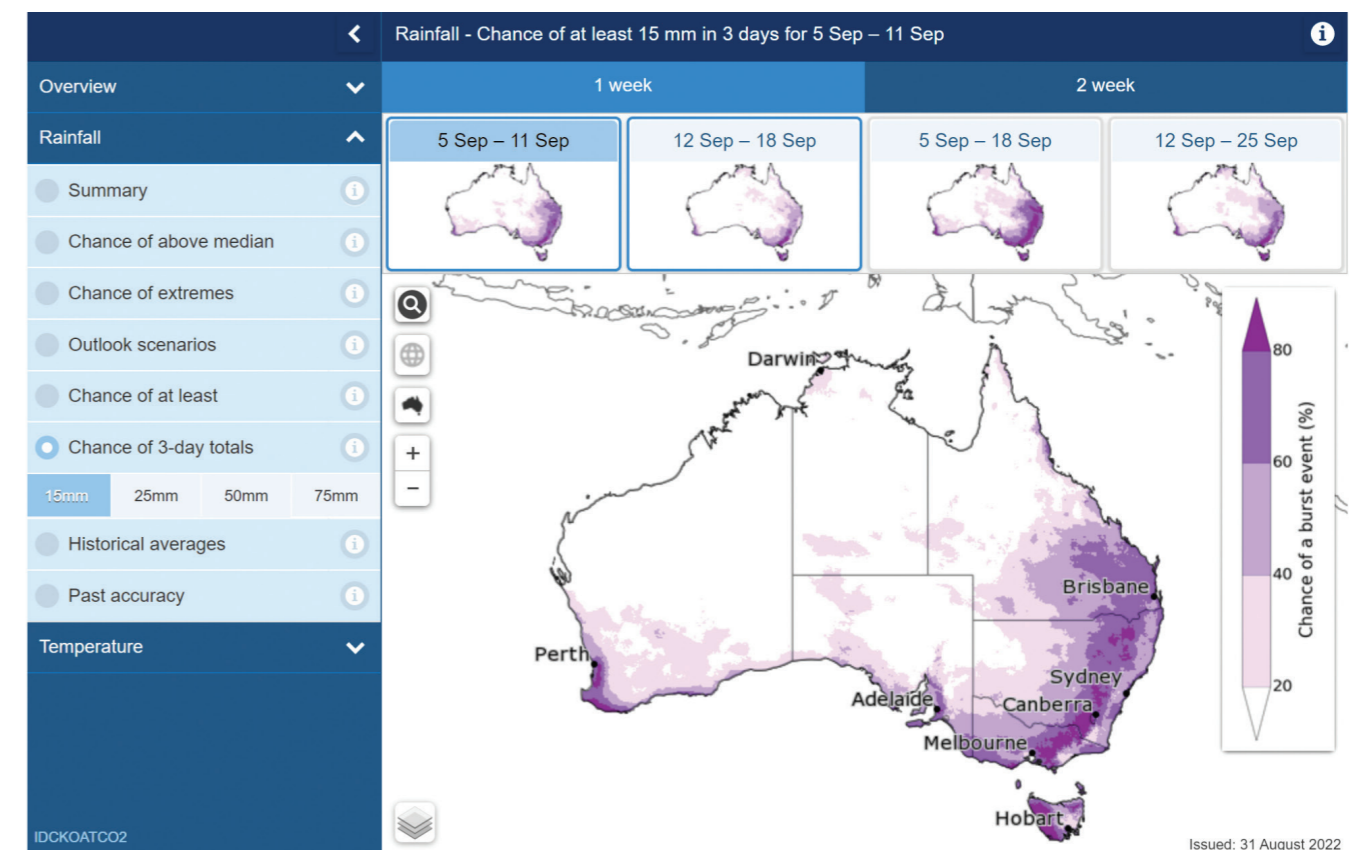 Rainfall - Chance of at least 15 mm in 3 days for 5 Sep – 11 Sep
Overview
Rainfall
Summary
Chance of above median
Chance of extremes
Outlook scenarios
Chance of at least
Chance of 3-day totals
15mm 25mm 50mm 75mm
Historical averages
Past accuracy
Temperature
IDCKOATCO2
1 week 2 week
5 Sep – 11 Sep 12 Sep – 18 Sep 5 Sep – 18 Sep 12 Sep – 25 Sep
+
−
Darwin
Brisbane
Perth
Sydney
Adelaide
Canberra
Melbourne
Hobart
80
60
40
20
Chance of a burst event (%)
Issued: 31 August 2022